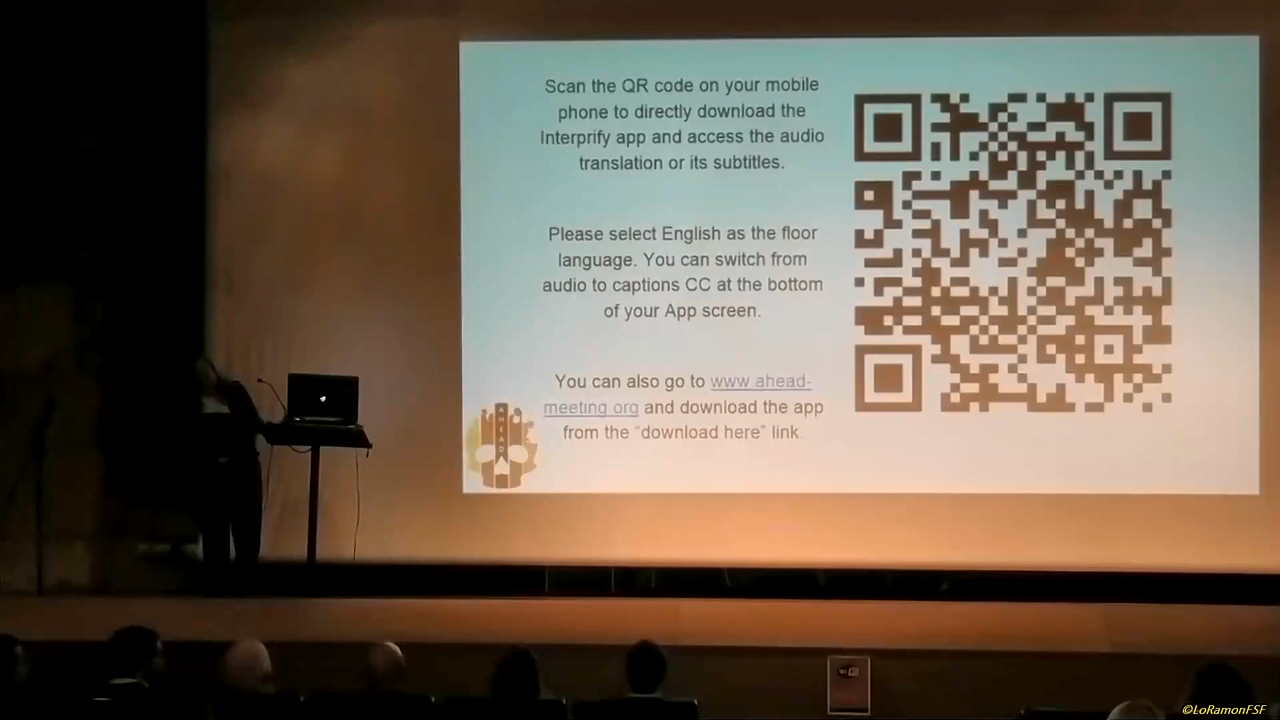 Scan the QR code on your mobile
phone to directly download the
Interprify app and access the audio
translation or its subtitles.
Please select English as the floor
language. You can switch from
audio to captions CC at the bottom
of your App screen.
You can also go to www.ahead-
meeting.org and download the app
from the "download here" link.
AHEAD
©LoRamonFSF